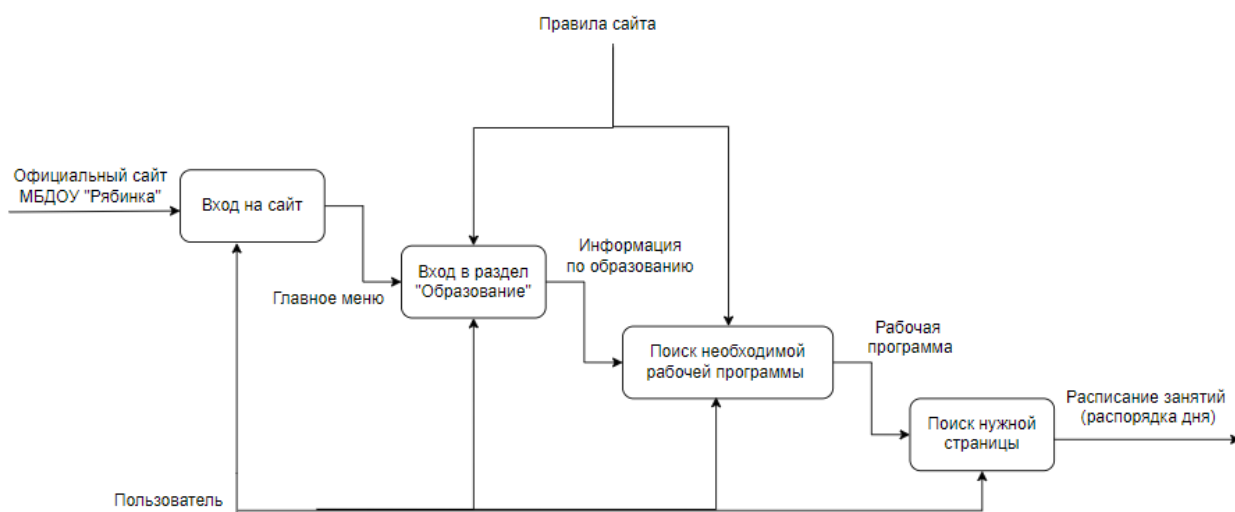 Правила сайта
Официальный сайт
МБДОУ "Рябинка"
Вход на сайт
Главное меню
Вход в раздел
"Образование"
Информация
по образованию
Поиск необходимой
рабочей программы
Рабочая
программа
Поиск нужной
страницы
Расписание занятий
(распорядка дня)
Пользователь